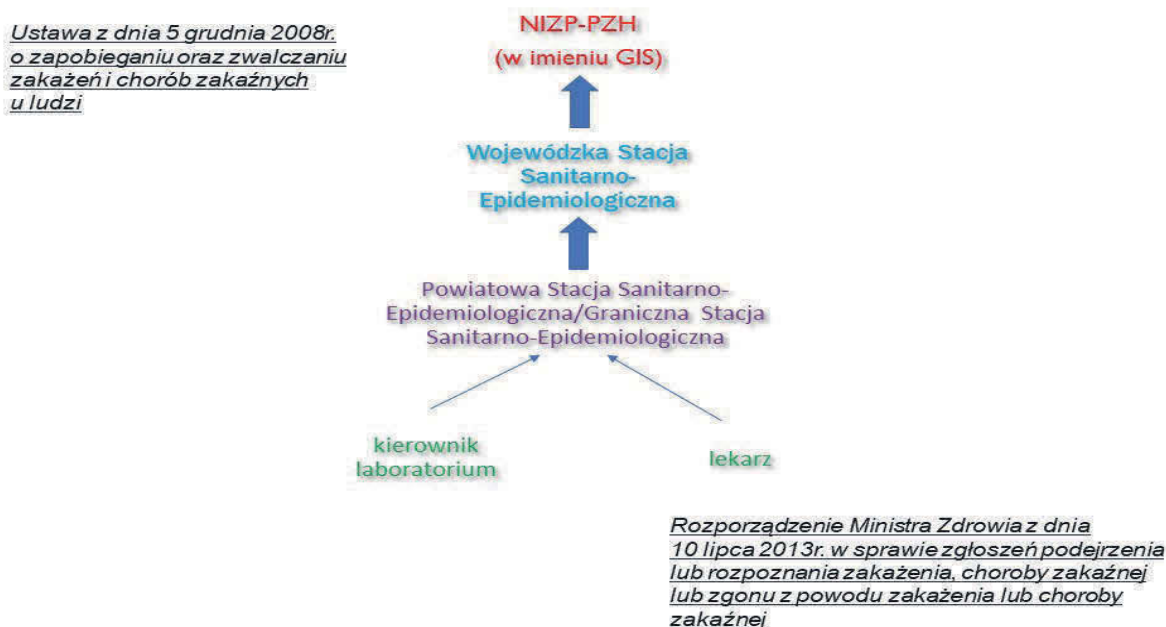 Ustawa z dnia 5 grudnia 2008r.
o zapobieganiu oraz zwalczaniu
zakażeń i chorób zakaźnych
u ludzi
NIZP-PZH
(w imieniu GIS)
Wojewódzka Stacja
Sanitarno-
Epidemiologiczna
Powiatowa Stacja Sanitarno-
Epidemiologiczna/Graniczna Stacja
Sanitarno-Epidemiologiczna
kierownik
laboratorium
lekarz
Rozporządzenie Ministra Zdrowia z dnia
10 lipca 2013r. w sprawie zgłoszeń podejrzenia
lub rozpoznania zakażenia, choroby zakaźnej
lub zgonu z powodu zakażenia lub choroby
zakaźnej